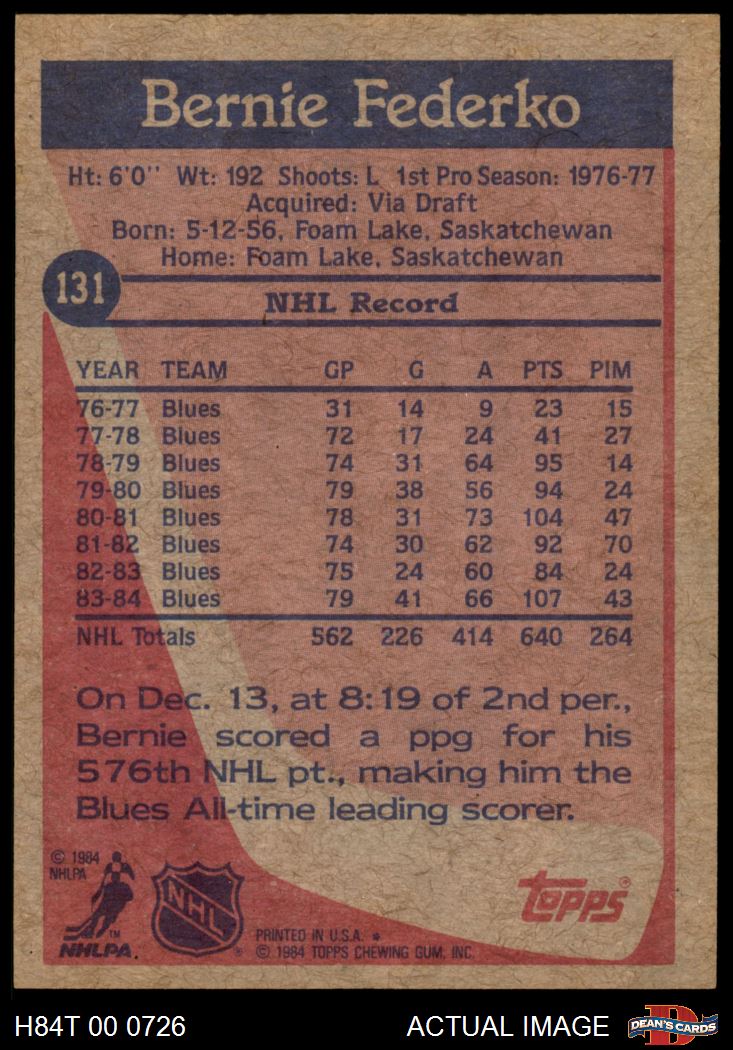 Bernie Federko
Ht: 6'0'' Wt: 192 Shoots: L 1st Pro Season: 1976-77
Acquired: Via Draft
Born: 5-12-56, Foam Lake, Saskatchewan
Home: Foam Lake, Saskatchewan
131
NHL Record
YEAR TEAM GP G A PTS PIM
76-77 Blues 31 14 9 23 15
77-78 Blues 72 17 24 41 27
78-79 Blues 74 31 64 95 14
79-80 Blues 79 38 56 94 24
80-81 Blues 78 31 73 104 47
81-82 Blues 74 30 62 92 70
82-83 Blues 75 24 60 84 24
83-84 Blues 79 41 66 107 43
NHL Totals 562 226 414 640 264
On Dec. 13, at 8:19 of 2nd per.,
Bernie scored a ppg for his
576th NHL pt., making him the
Blues All-time leading scorer.
© 1984
NHLPA
TM
NHLPA.
NHL
®
topps®
PRINTED IN U.S.A. *
© 1984 TOPPS CHEWING GUM, INC.
H84T 00 0726
ACTUAL IMAGE
D
DEAN'S CARDS